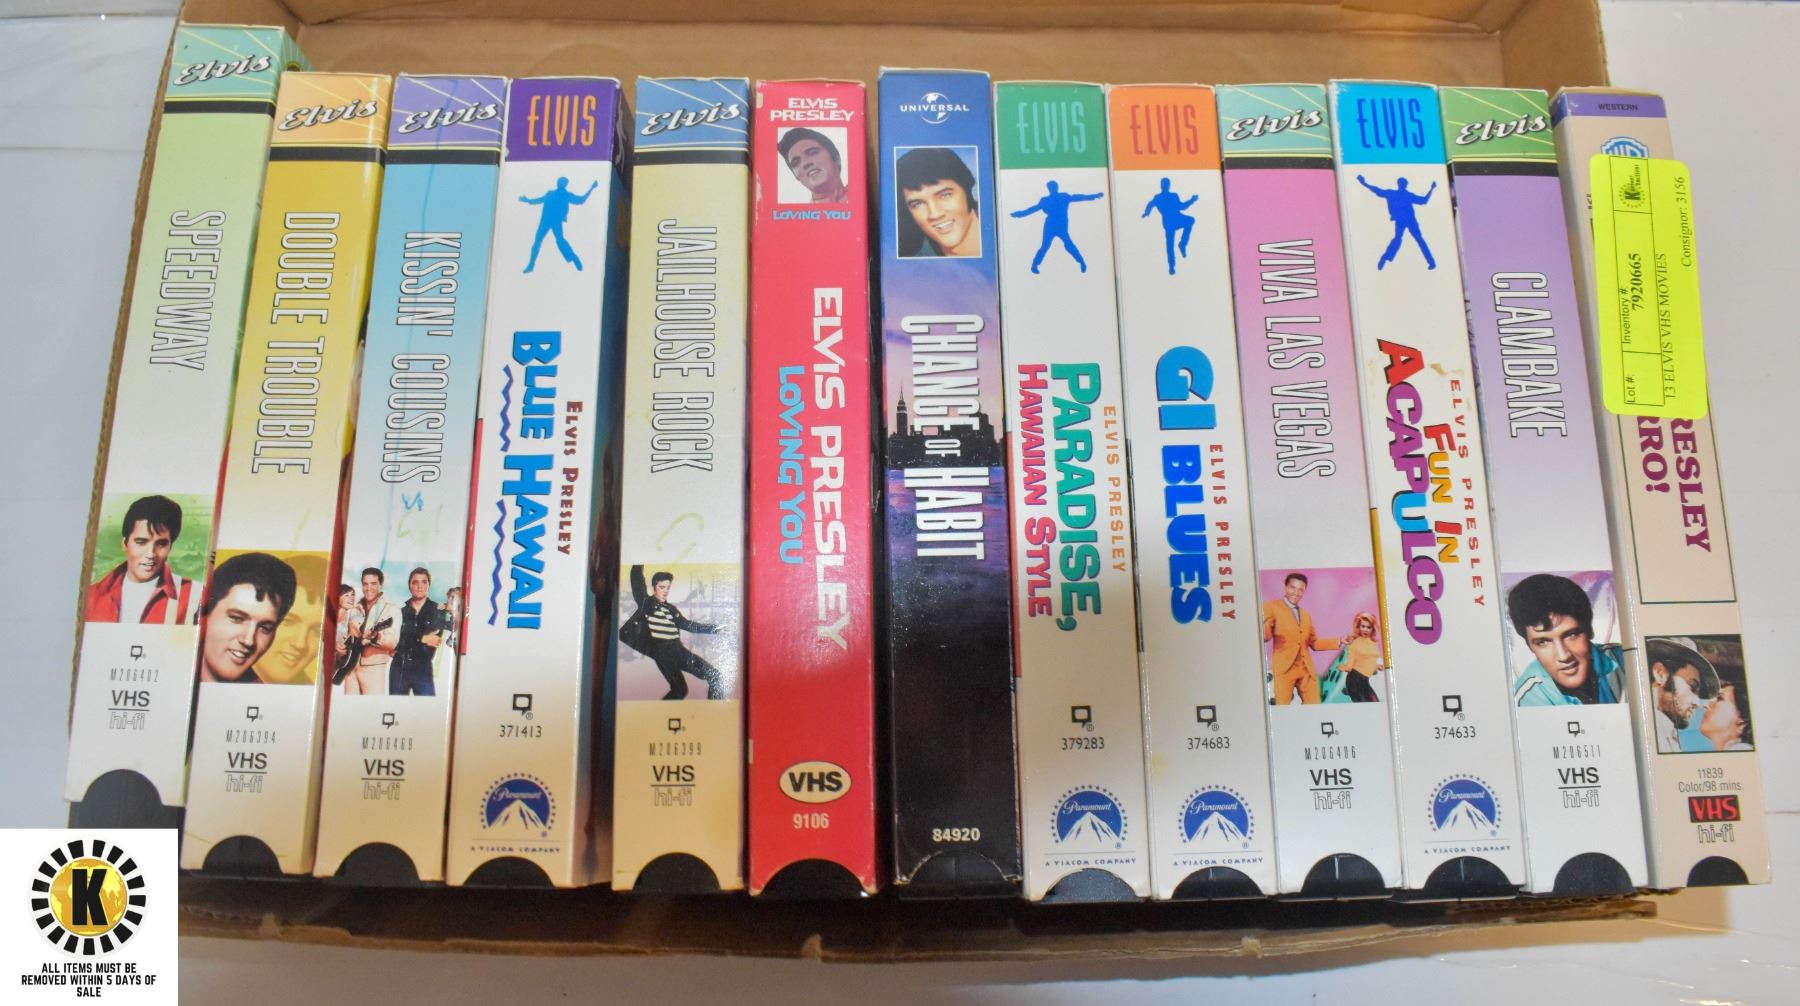 Elvis
SPEEDWAY
M206402
VHS
hi-fi
Elvis
DOUBLE TROUBLE
M206394
VHS
hi-fi
Elvis
KISSIN' COUSINS
M206469
VHS
hi-fi
ELVIS
ELVIS PRESLEY
BLUE HAWAII
371413
Paramount
A VIACOM COMPANY
Elvis
JAILHOUSE ROCK
M206399
VHS
hi-fi
ELVIS
PRESLEY
LOVING YOU
ELVIS PRESLEY
LOVING YOU
VHS
9106
UNIVERSAL
CHANGE OF HABIT
84920
ELVIS
ELVIS PRESLEY
PARADISE,
HAWAIIAN STYLE
379283
Paramount
A VIACOM COMPANY
ELVIS
ELVIS PRESLEY
GI BLUES
374683
Paramount
A VIACOM COMPANY
Elvis
VIVA LAS VEGAS
M206406
VHS
hi-fi
ELVIS
ELVIS PRESLEY
FUN IN
ACAPULCO
374633
Paramount
A VIACOM COMPANY
Elvis
CLAMBAKE
M206511
VHS
hi-fi
WESTERN
WB
RESLEY
RRO!
11839
Color/98 mins.
VHS
hi-fi
Lot #:
Inventory #:
7920665
Consignor: 3156
13 ELVIS VHS MOVIES
K
ALL ITEMS MUST BE
REMOVED WITHIN 5 DAYS OF
SALE